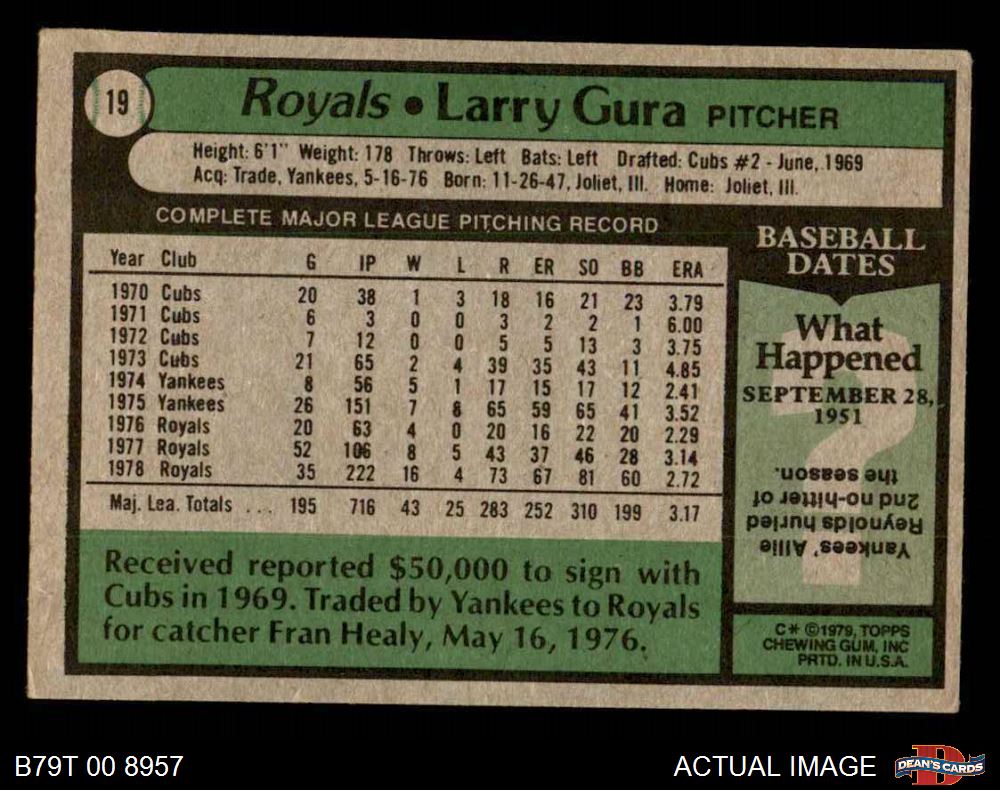 19
Royals • Larry Gura PITCHER
Height: 6'1" Weight: 178 Throws: Left Bats: Left Drafted: Cubs #2 - June, 1969
Acq: Trade, Yankees, 5-16-76 Born: 11-26-47, Joliet, Ill. Home: Joliet, Ill.
COMPLETE MAJOR LEAGUE PITCHING RECORD
Year Club G IP W L R ER SO BB ERA
1970 Cubs 20 38 1 3 18 16 21 23 3.79
1971 Cubs 6 3 0 0 3 2 2 1 6.00
1972 Cubs 7 12 0 0 5 5 13 3 3.75
1973 Cubs 21 65 2 4 39 35 43 11 4.85
1974 Yankees 8 56 5 1 17 15 17 12 2.41
1975 Yankees 26 151 7 8 65 59 65 41 3.52
1976 Royals 20 63 4 0 20 16 22 20 2.29
1977 Royals 52 106 8 5 43 37 46 28 3.14
1978 Royals 35 222 16 4 73 67 81 60 2.72
Maj. Lea. Totals ... 195 716 43 25 283 252 310 199 3.17
Received reported $50,000 to sign with
Cubs in 1969. Traded by Yankees to Royals
for catcher Fran Healy, May 16, 1976.
BASEBALL
DATES
What
Happened
SEPTEMBER 28,
1951
?
Yankees' Allie
Reynolds hurled
2nd no-hitter of
the season.
C* ©1979, TOPPS
CHEWING GUM, INC
PRTD. IN U.S.A.
B79T 00 8957
ACTUAL IMAGE
DEAN'S CARDS